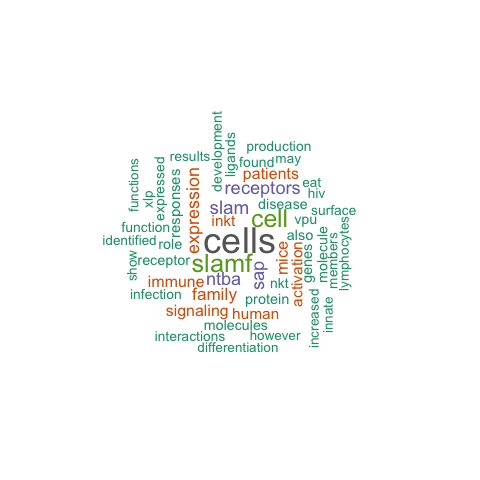 development
ligands
production
results
found
may
functions
xlp
expressed
responses
expression
patients
receptors
eat
hiv
slam
inkt
disease
surface
cell
vpu
function
identified
role
cells
also
receptor
slamf
mice
genes
molecule
members
lymphocytes
show
immune
ntba
sap
nkt
activation
infection
family
protein
increased
innate
signaling
human
molecules
interactions
however
differentiation